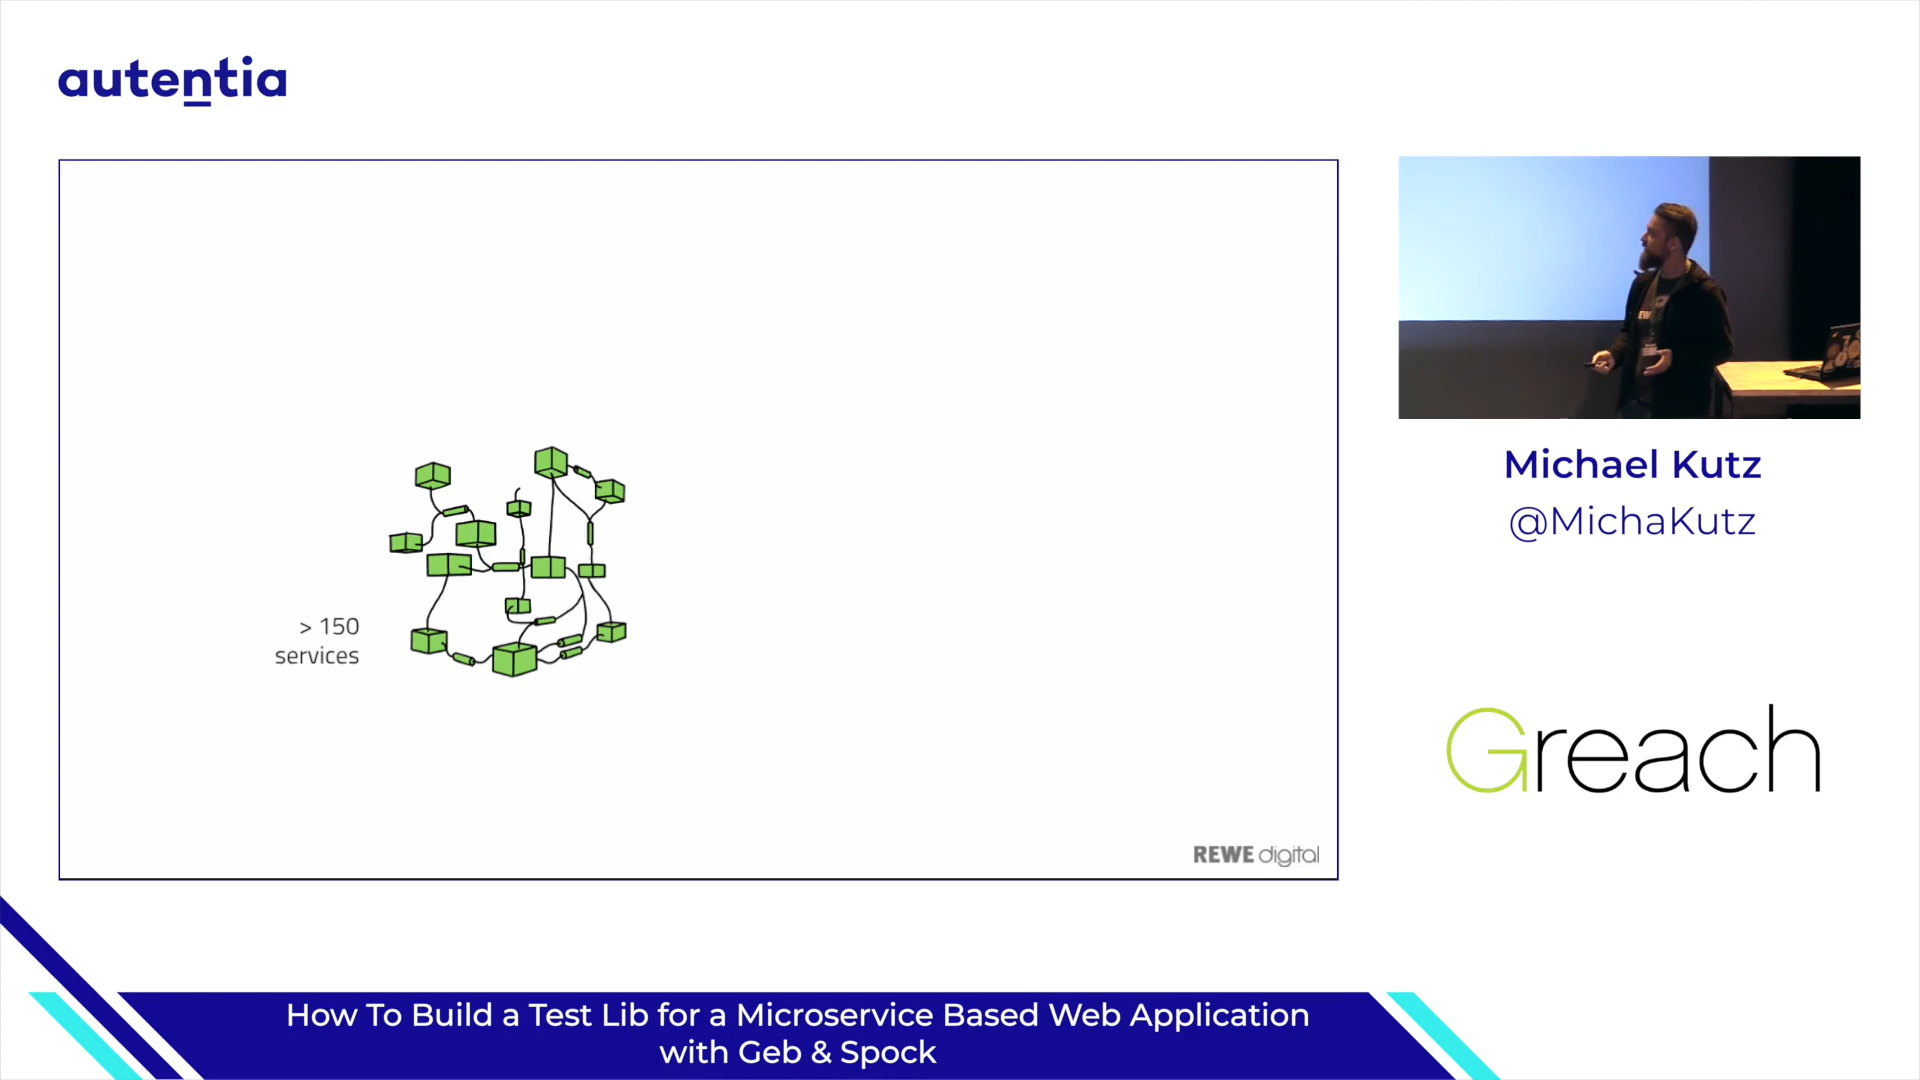 autentia
> 150
services
REWE digital
Michael Kutz
@MichaKutz
Greach
How To Build a Test Lib for a Microservice Based Web Application
with Geb & Spock